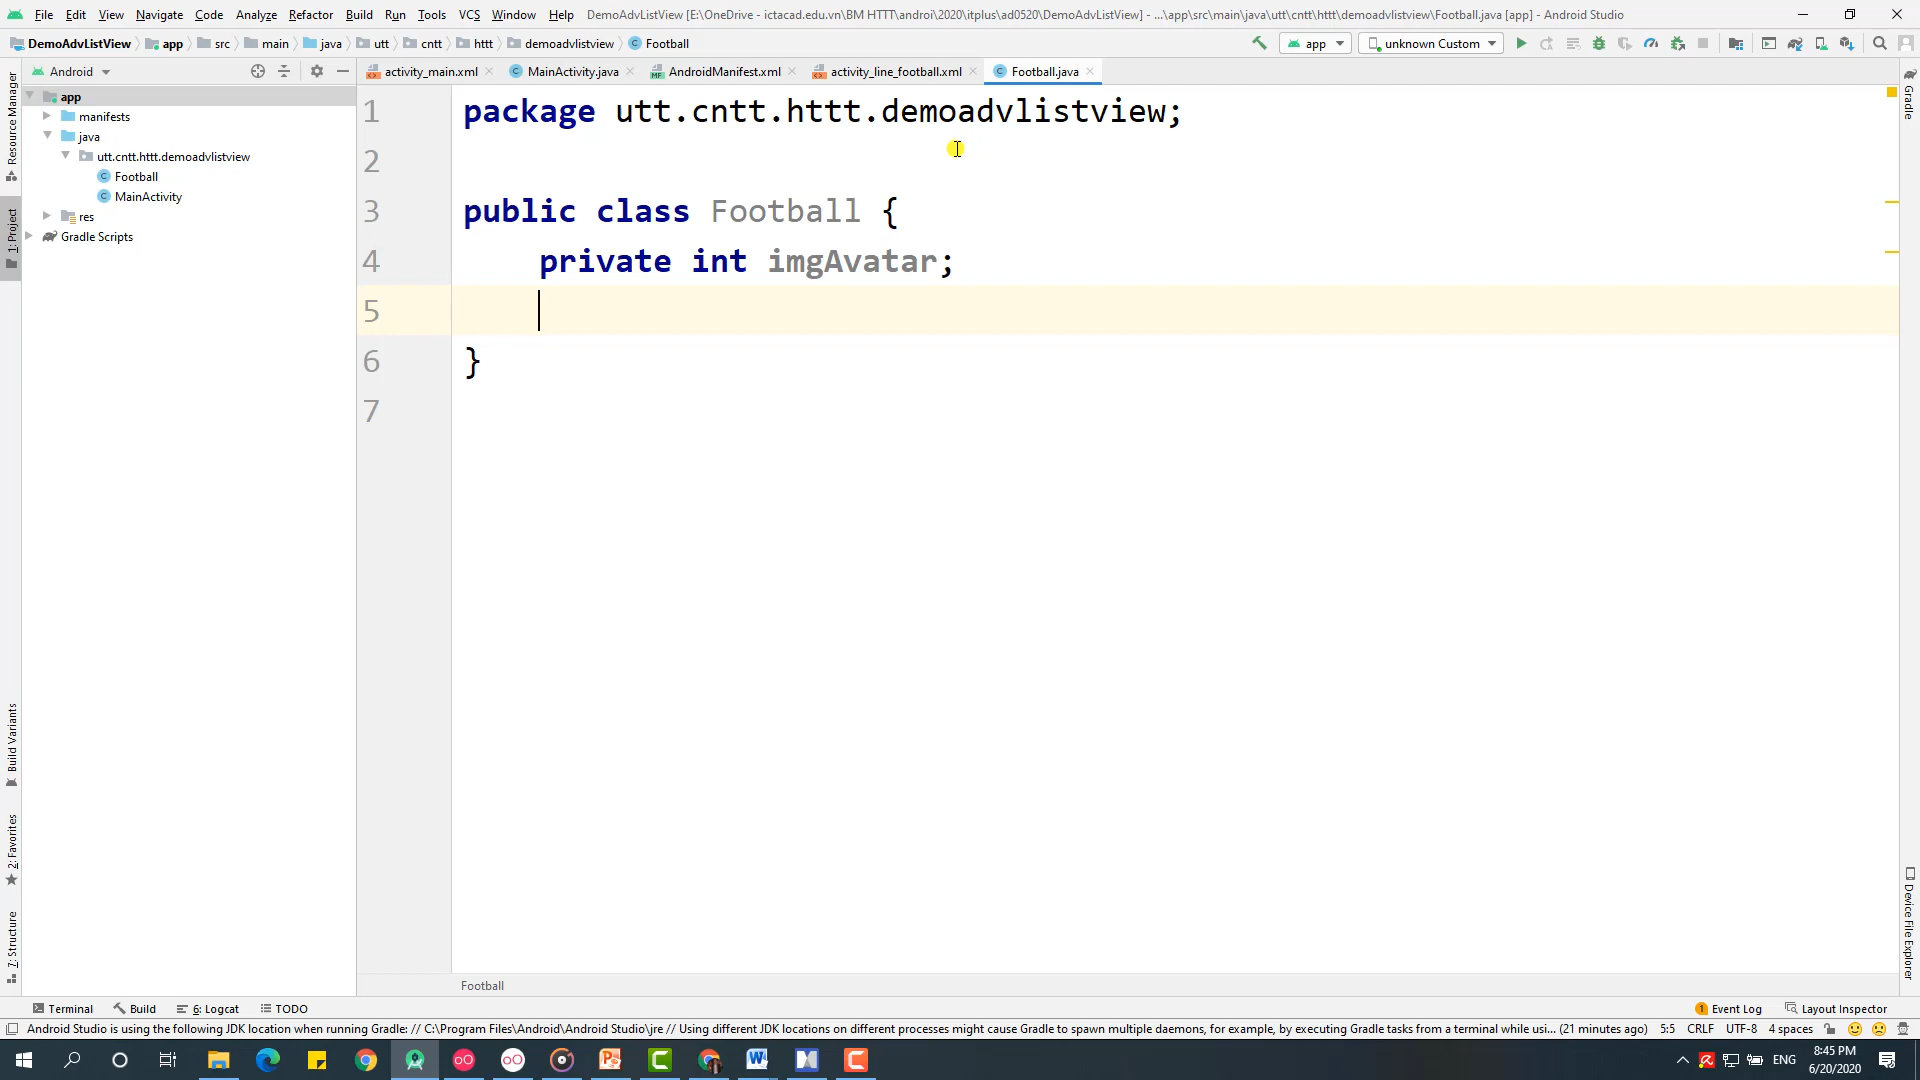 File Edit View Navigate Code Analyze Refactor Build Run Tools VCS Window Help DemoAdvListView [E:\OneDrive - ictacad.edu.vn\BM HTTT\androi\2020\itplus\ad0520\DemoAdvListView] - ...\app\src\main\java\utt\cntt\httt\demoadvlistview\Football.java [app] - Android Studio
DemoAdvListView app src main java utt cntt httt demoadvlistview Football app unknown Custom
Android activity_main.xml MainActivity.java AndroidManifest.xml activity_line_football.xml Football.java
app
manifests
java
utt.cntt.httt.demoadvlistview
Football
MainActivity
res
Gradle Scripts
Resource Manager
1: Project
Build Variants
2: Favorites
7: Structure
1 package utt.cntt.httt.demoadvlistview;
2
3 public class Football {
4 private int imgAvatar;
5
6 }
7
Gradle
Device File Explorer
Football
Terminal Build 6: Logcat TODO 1 Event Log Layout Inspector
Android Studio is using the following JDK location when running Gradle: // C:\Program Files\Android\Android Studio\jre // Using different JDK locations on different processes might cause Gradle to spawn multiple daemons, for example, by executing Gradle tasks from a terminal while usi... (21 minutes ago) 5:5 CRLF UTF-8 4 spaces
ENG 8:45 PM
6/20/2020